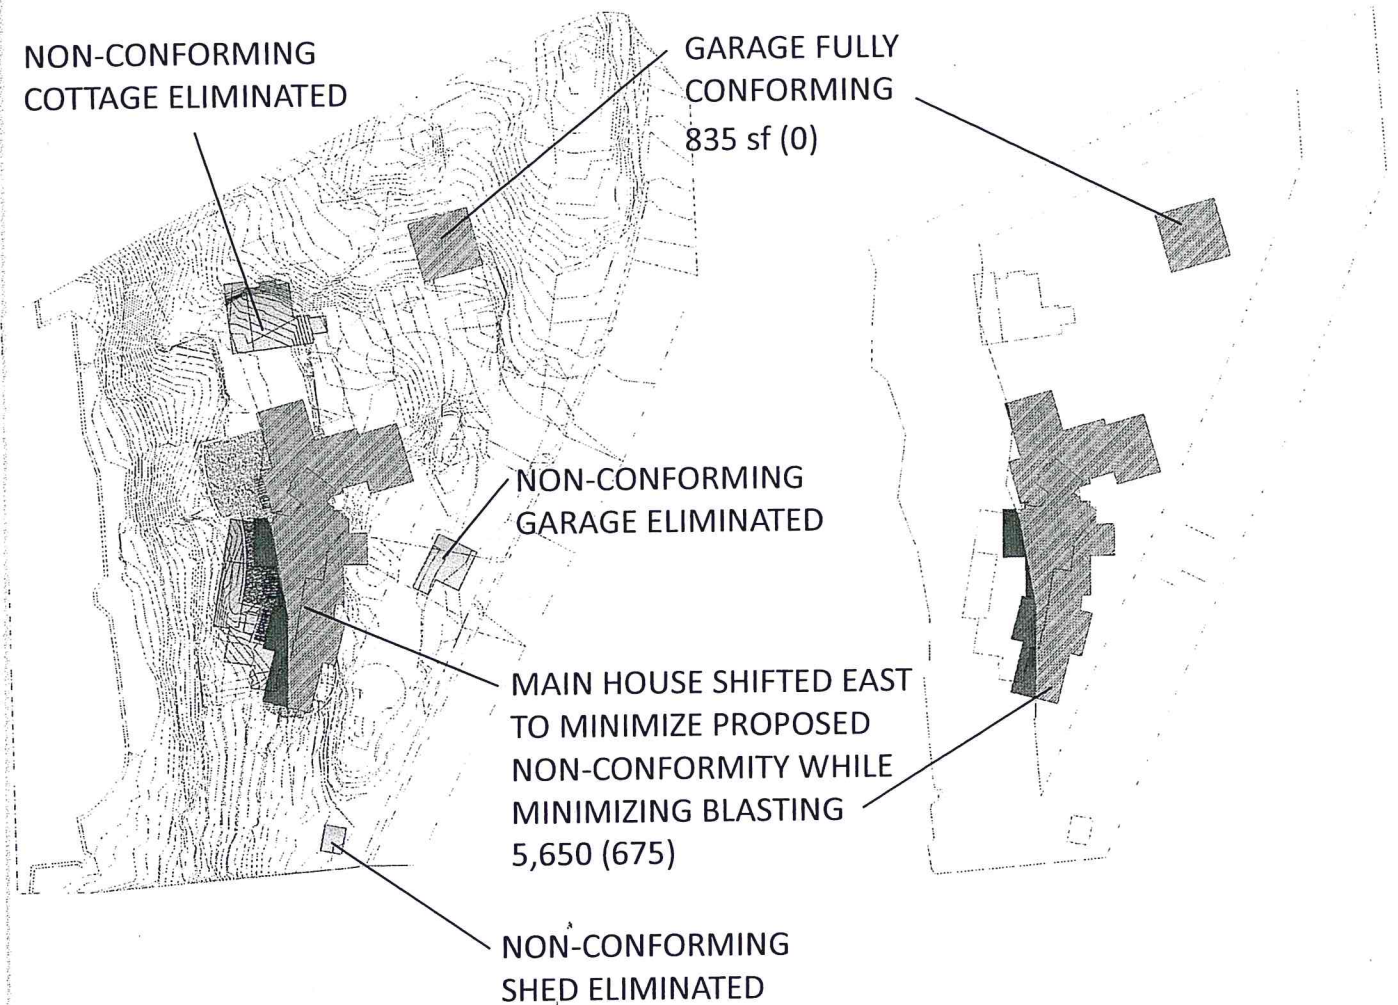 NON-CONFORMING
COTTAGE ELIMINATED
GARAGE FULLY
CONFORMING
835 sf (0)
NON-CONFORMING
GARAGE ELIMINATED
MAIN HOUSE SHIFTED EAST
TO MINIMIZE PROPOSED
NON-CONFORMITY WHILE
MINIMIZING BLASTING
5,650 (675)
NON-CONFORMING
SHED ELIMINATED